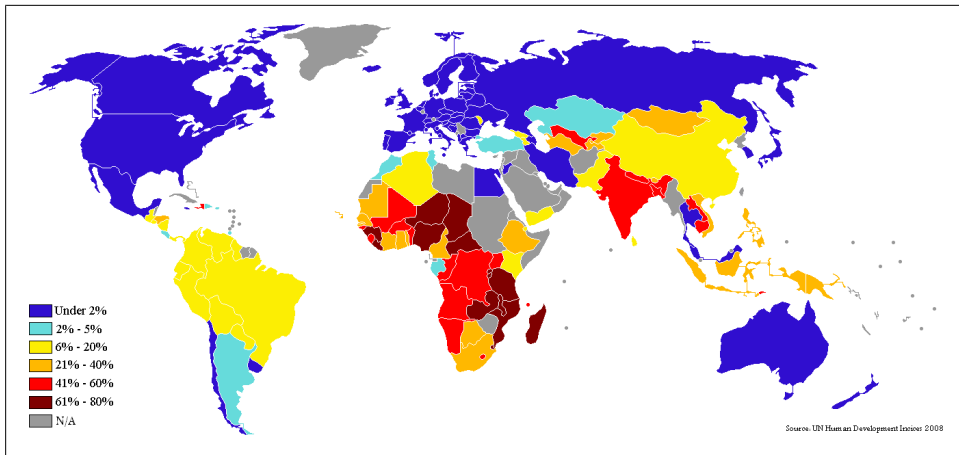 Under 2%
2% - 5%
6% - 20%
21% - 40%
41% - 60%
61% - 80%
N/A
Source: UN Human Development Indices 2008